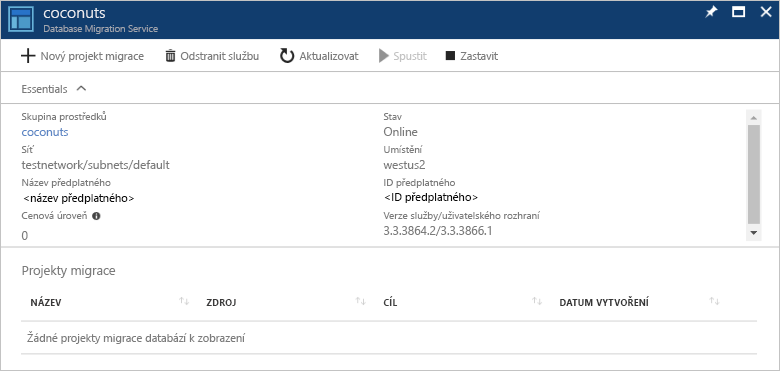 coconuts
Database Migration Service
Nový projekt migrace Odstranit službu Aktualizovat Spustit Zastavit
Essentials
Skupina prostředků
coconuts
Síť
testnetwork/subnets/default
Název předplatného
<název předplatného>
Cenová úroveň
0
Stav
Online
Umístění
westus2
ID předplatného
<ID předplatného>
Verze služby/uživatelského rozhraní
3.3.3864.2/3.3.3866.1
Projekty migrace
NÁZEV ZDROJ CÍL DATUM VYTVOŘENÍ
Žádné projekty migrace databází k zobrazení